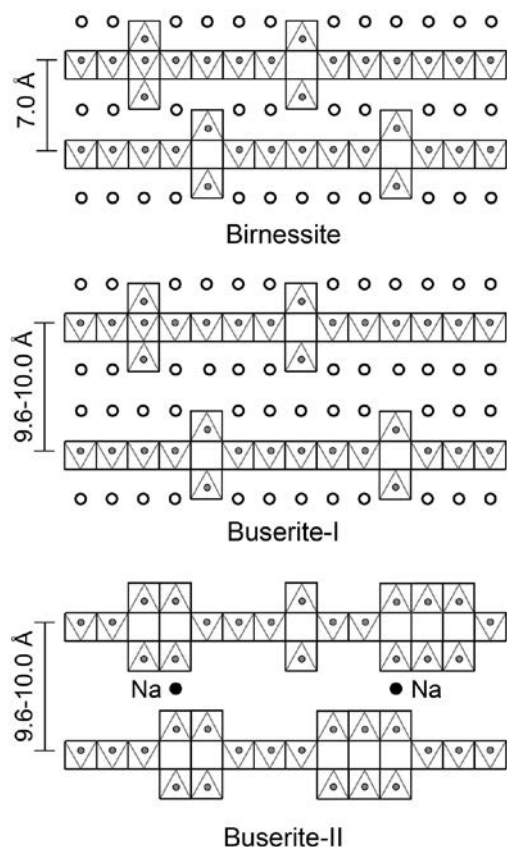 7.0 Å
Birnessite
9.6-10.0 Å
Buserite-I
9.6-10.0 Å
Na
Na
Buserite-II